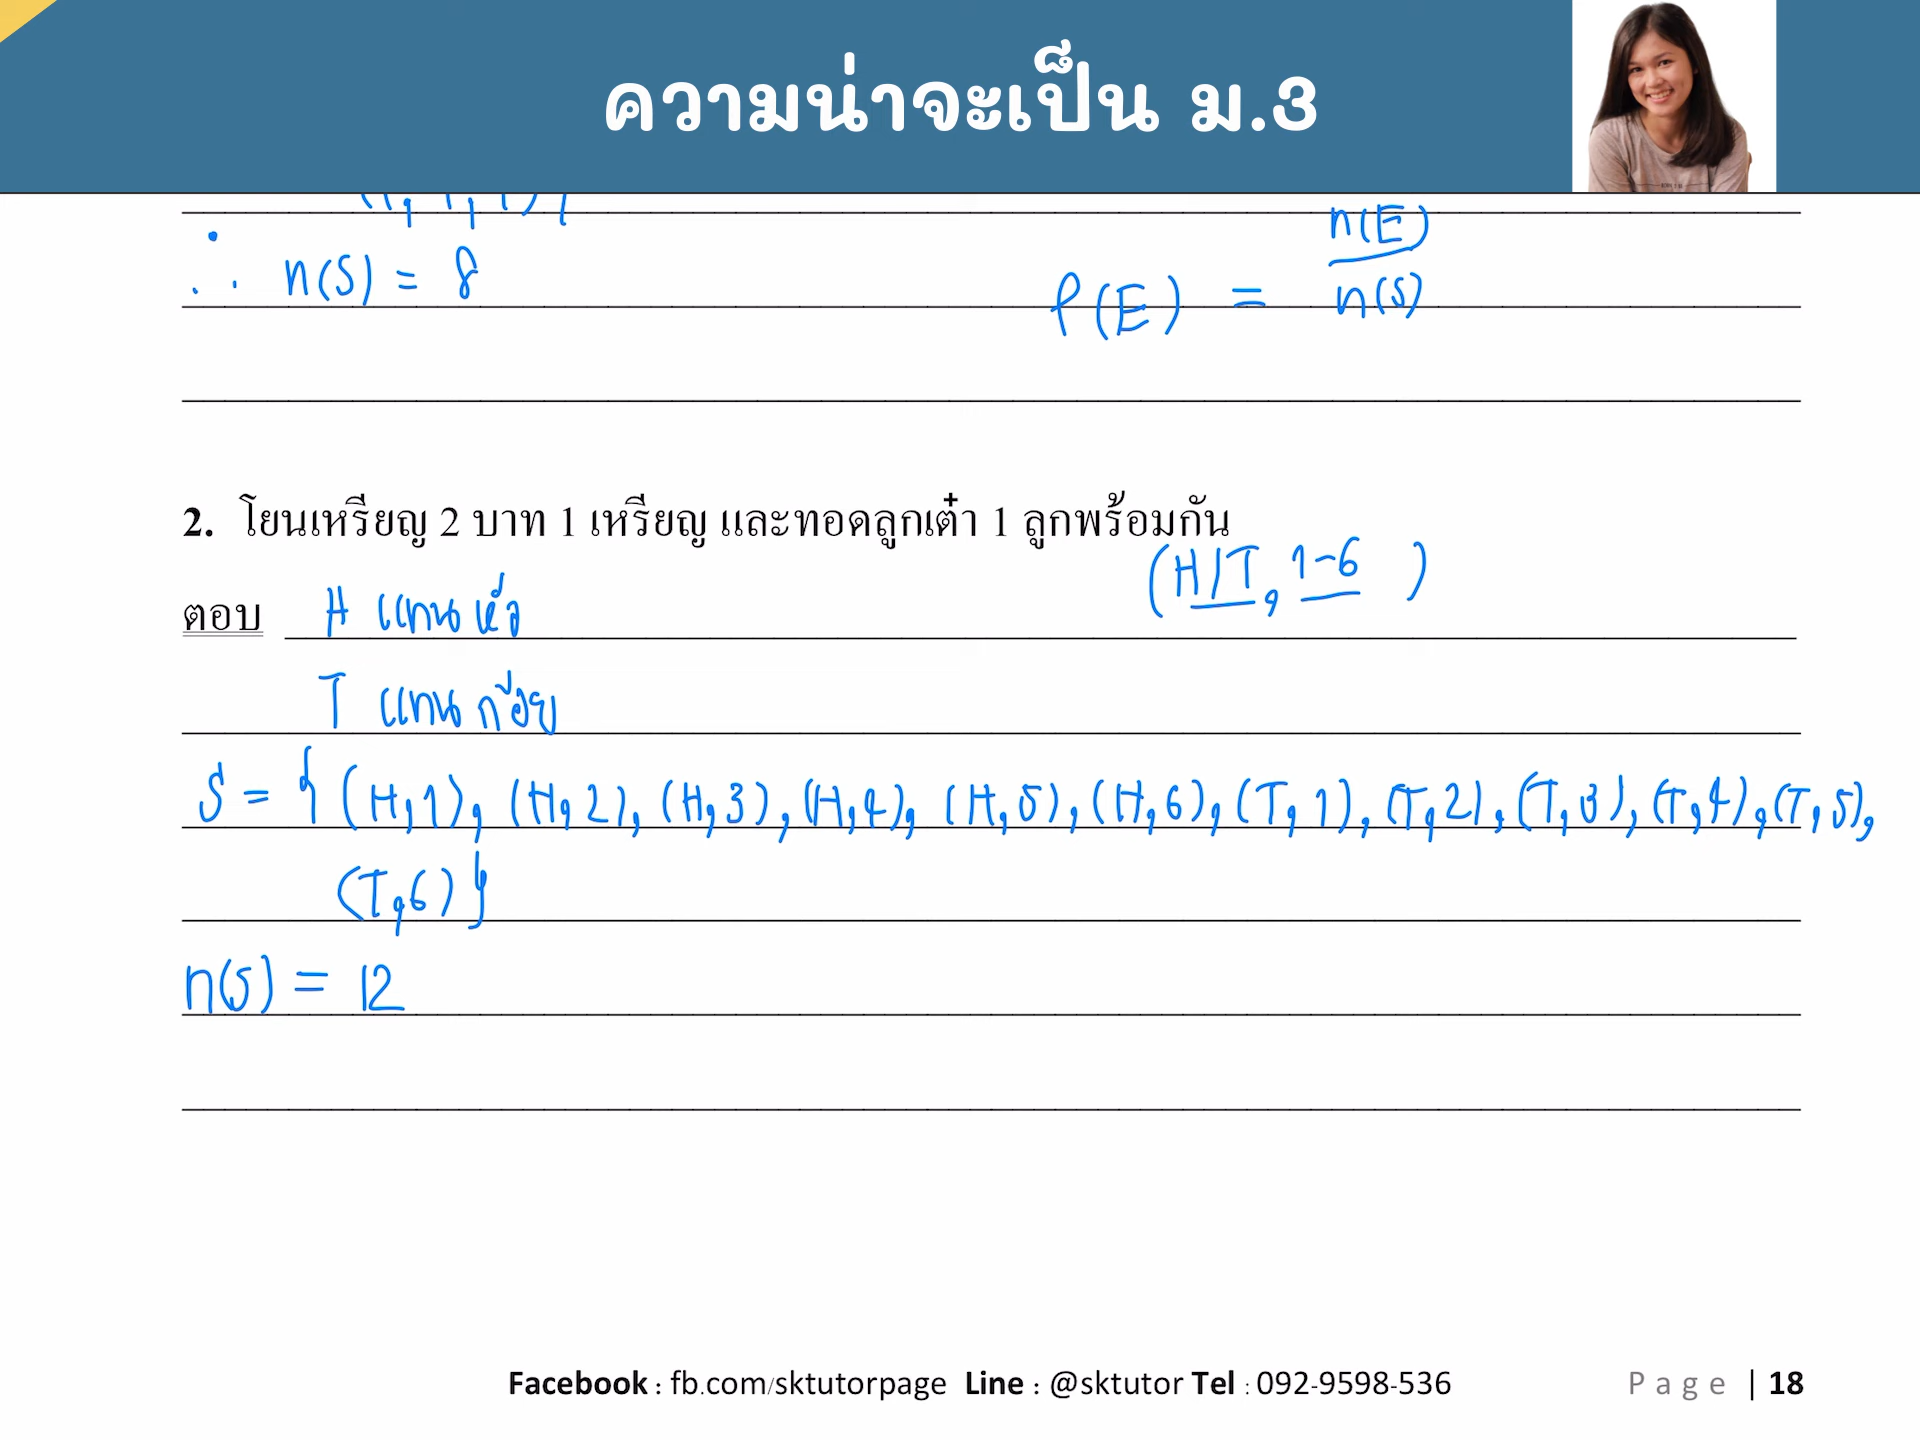 ความน่าจะเป็น ม.3
∴ n(S) = 8
P(E) = n(E)/n(S)
2. โยนเหรียญ 2 บาท 1 เหรียญ และทอดลูกเต๋า 1 ลูกพร้อมกัน
(H/T, 1-6 )
ตอบ H แทนหัว
T แทนก้อย
S = { (H,1), (H,2), (H,3), (H,4), (H,5), (H,6), (T,1), (T,2), (T,3), (T,4), (T,5),
(T,6) }
n(S) = 12
Facebook : fb.com/sktutorpage Line : @sktutor Tel : 092-9598-536
Page | 18